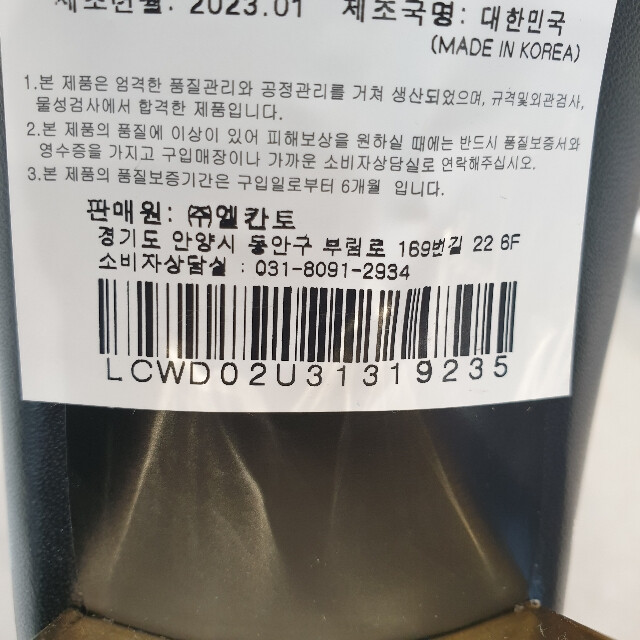 제조년월: 2023.01 제조국명: 대한민국
(MADE IN KOREA)
1.본 제품은 엄격한 품질관리와 공정관리를 거쳐 생산되었으며, 규격및외관검사,
물성검사에서 합격한 제품입니다.
2.본 제품의 품질에 이상이 있어 피해보상을 원하실 때에는 반드시 품질보증서와
영수증을 가지고 구입매장이나 가까운 소비자상담실로 연락해주십시오.
3.본 제품의 품질보증기간은 구입일로부터 6개월 입니다.
판매원: ㈜엘칸토
경기도 안양시 동안구 부림로 169번길 22 6F
소비자상담실 : 031-8091-2934
LCWD02U31319235